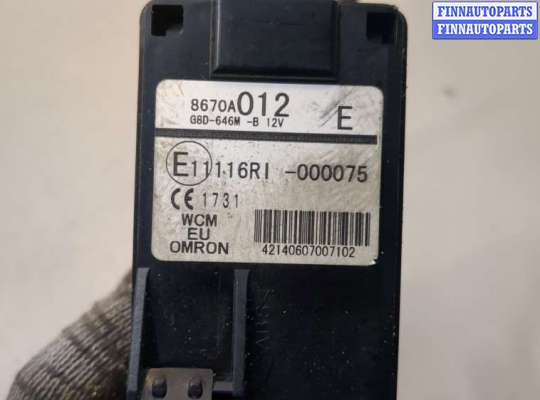 FINNAUTOPARTS
FINNAUTOPARTS
8670A012
G8D-646M -B 12V
E
E11116RI -000075
CE 1731
WCM
EU
OMRON
42140607007102